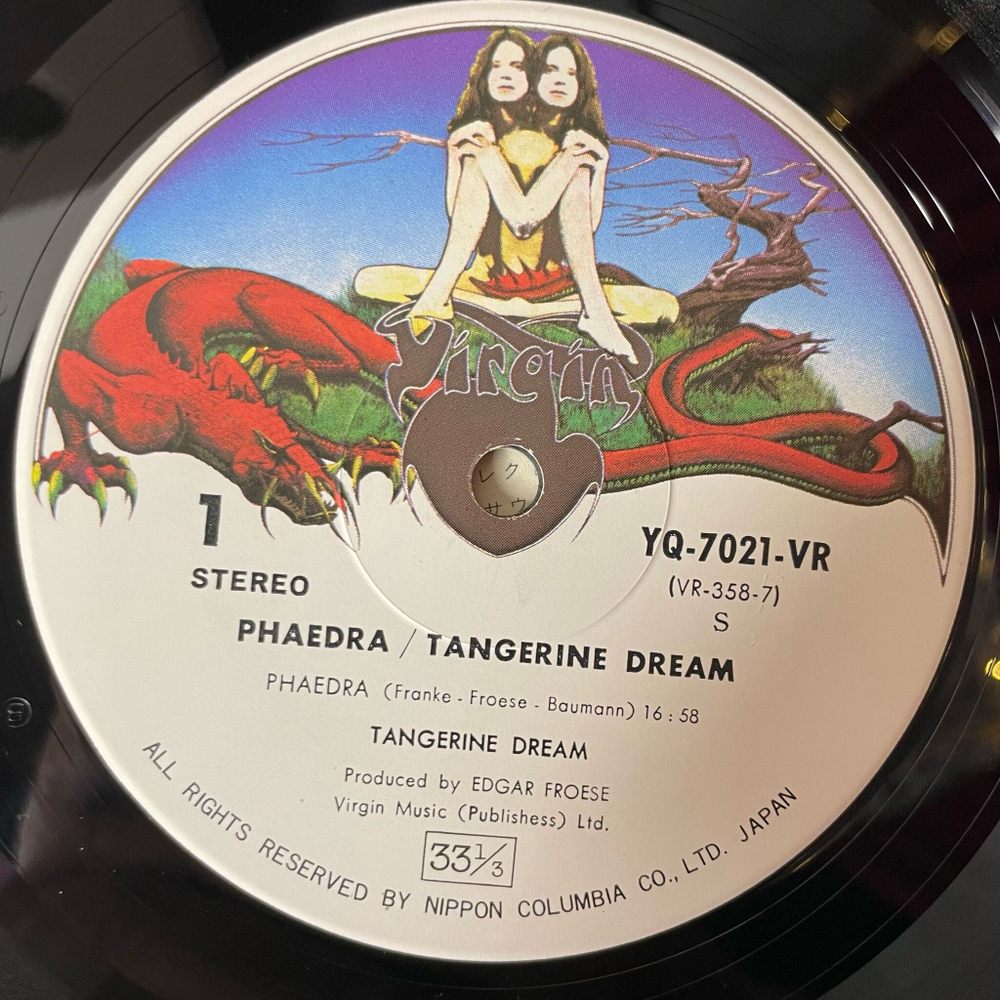 Virgin
レク
サウ
1
STEREO
YQ-7021-VR
(VR-358-7)
S
PHAEDRA / TANGERINE DREAM
PHAEDRA (Franke - Froese - Baumann) 16 : 58
TANGERINE DREAM
Produced by EDGAR FROESE
Virgin Music (Publishess) Ltd.
33 1/3
ALL RIGHTS RESERVED BY NIPPON COLUMBIA CO., LTD. JAPAN